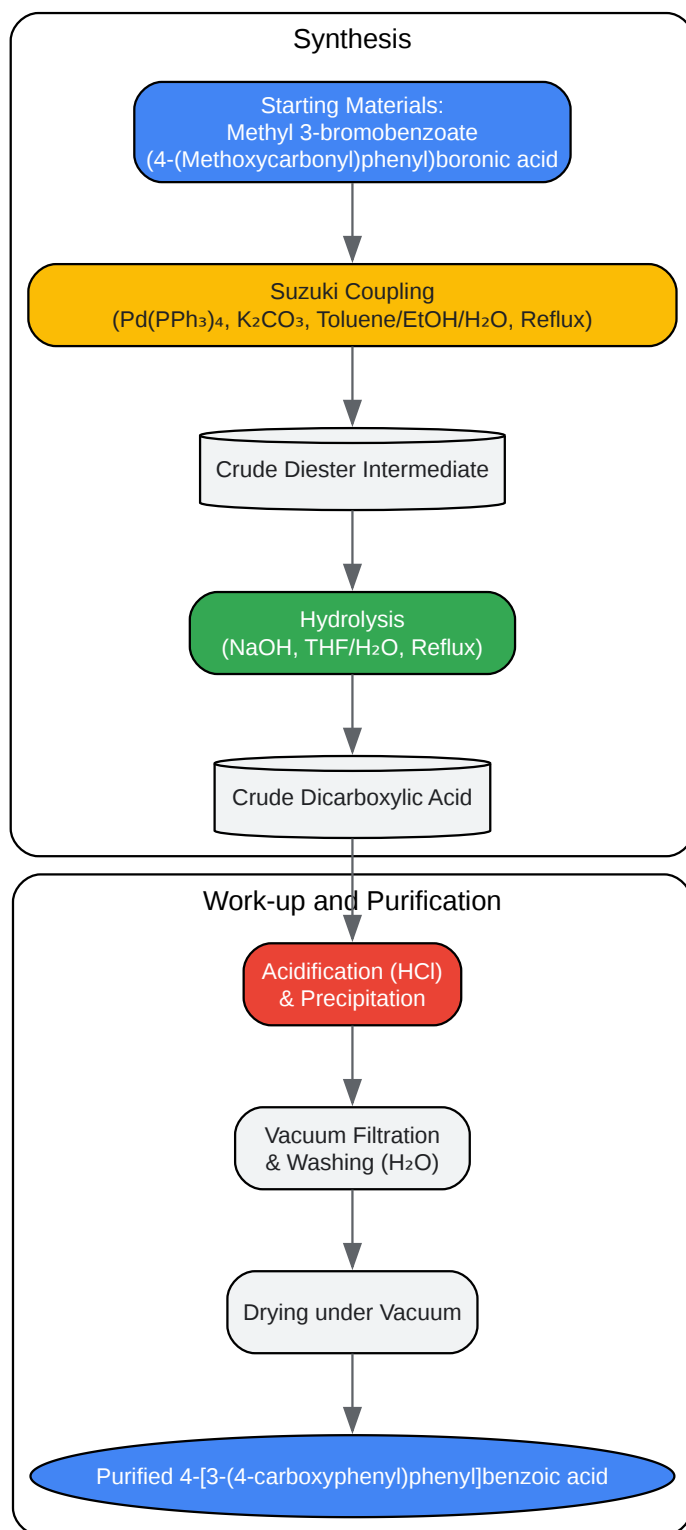 Synthesis
Starting Materials:
Methyl 3-bromobenzoate
(4-(Methoxycarbonyl)phenyl)boronic acid
Suzuki Coupling
(Pd(PPh₃)₄, K₂CO₃, Toluene/EtOH/H₂O, Reflux)
Crude Diester Intermediate
Hydrolysis
(NaOH, THF/H₂O, Reflux)
Crude Dicarboxylic Acid
Work-up and Purification
Acidification (HCl)
& Precipitation
Vacuum Filtration
& Washing (H₂O)
Drying under Vacuum
Purified 4-[3-(4-carboxyphenyl)phenyl]benzoic acid